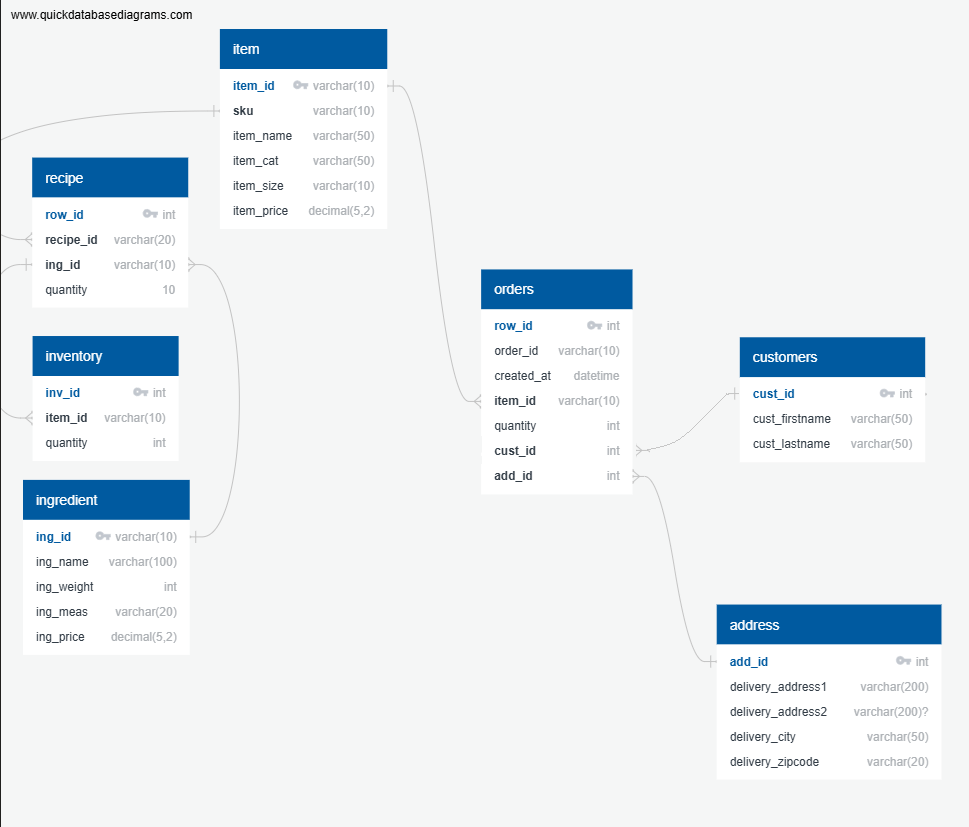 www.quickdatabasediagrams.com
item
item_id varchar(10)
sku varchar(10)
item_name varchar(50)
item_cat varchar(50)
item_size varchar(10)
item_price decimal(5,2)
recipe
row_id int
recipe_id varchar(20)
ing_id varchar(10)
quantity 10
inventory
inv_id int
item_id varchar(10)
quantity int
ingredient
ing_id varchar(10)
ing_name varchar(100)
ing_weight int
ing_meas varchar(20)
ing_price decimal(5,2)
orders
row_id int
order_id varchar(10)
created_at datetime
item_id varchar(10)
quantity int
cust_id int
add_id int
customers
cust_id int
cust_firstname varchar(50)
cust_lastname varchar(50)
address
add_id int
delivery_address1 varchar(200)
delivery_address2 varchar(200)?
delivery_city varchar(50)
delivery_zipcode varchar(20)